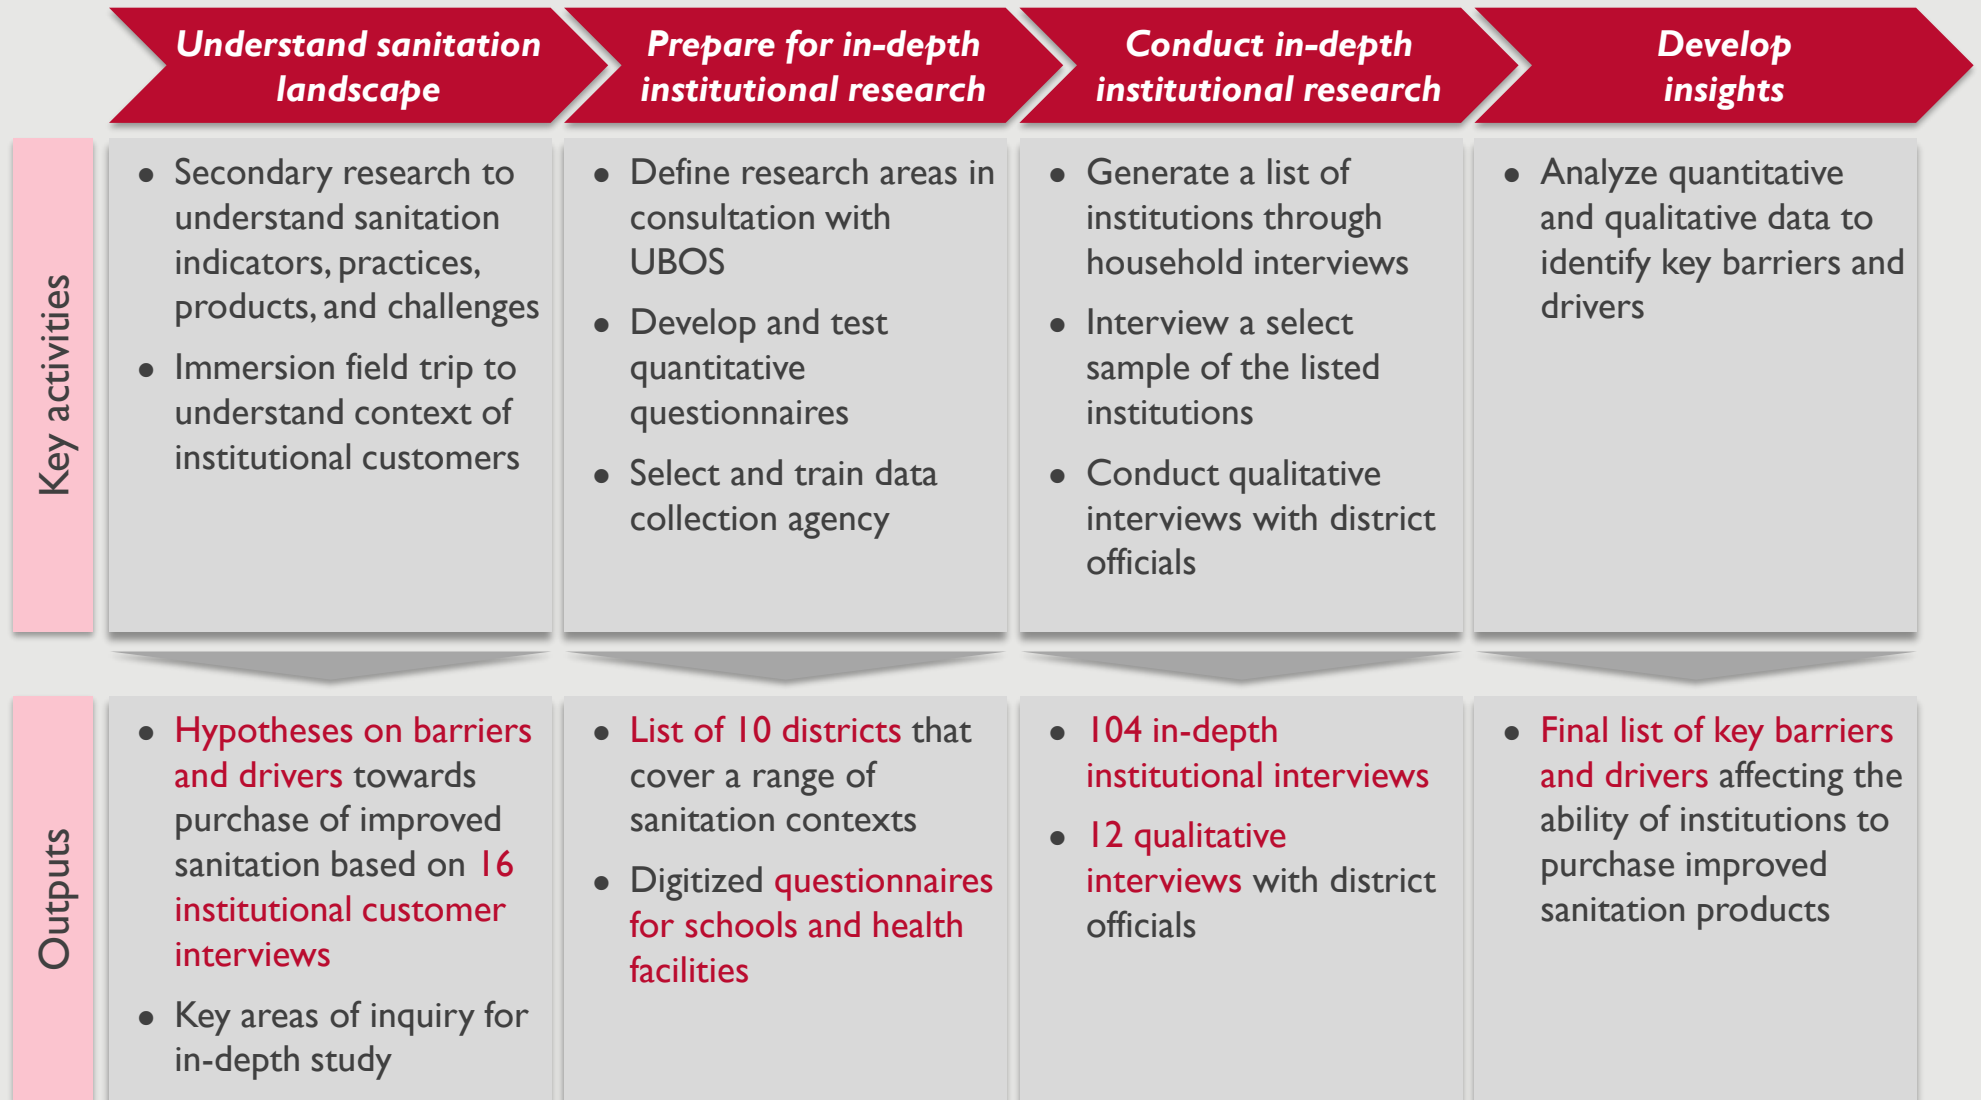 Understand sanitation
landscape
Prepare for in-depth
institutional research
Conduct in-depth
institutional research
Develop
insights
Key activities
● Secondary research to
understand sanitation
indicators, practices,
products, and challenges
● Immersion field trip to
understand context of
institutional customers
● Define research areas in
consultation with
UBOS
● Develop and test
quantitative
questionnaires
● Select and train data
collection agency
● Generate a list of
institutions through
household interviews
● Interview a select
sample of the listed
institutions
● Conduct qualitative
interviews with district
officials
● Analyze quantitative
and qualitative data to
identify key barriers and
drivers
Outputs
● Hypotheses on barriers
and drivers towards
purchase of improved
sanitation based on 16
institutional customer
interviews
● Key areas of inquiry for
in-depth study
● List of 10 districts that
cover a range of
sanitation contexts
● Digitized questionnaires
for schools and health
facilities
● 104 in-depth
institutional interviews
● 12 qualitative
interviews with district
officials
● Final list of key barriers
and drivers affecting the
ability of institutions to
purchase improved
sanitation products